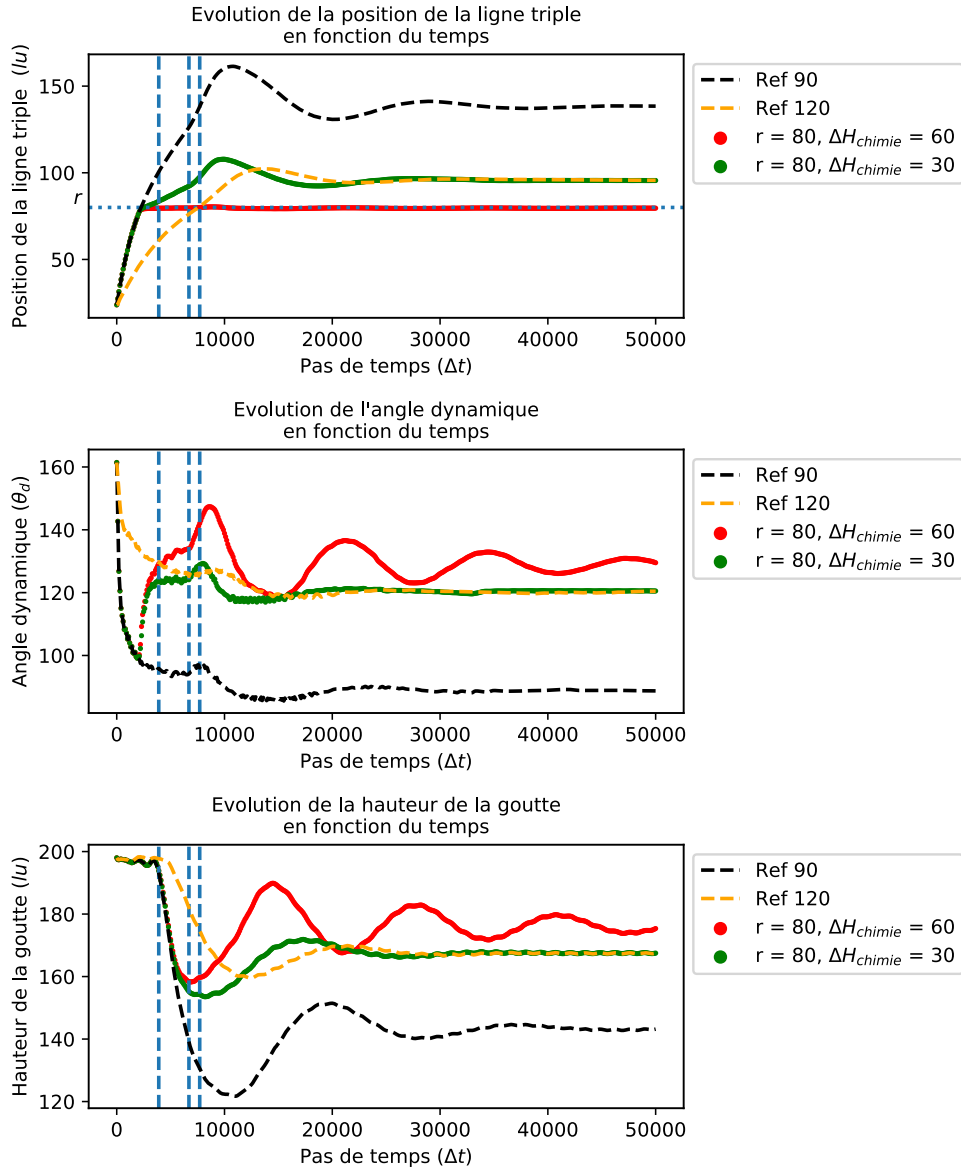 Evolution de la position de la ligne triple
en fonction du temps
Position de la ligne triple (lu)
150
100
r
50
0 10000 20000 30000 40000 50000
Pas de temps (Δt)
Ref 90
Ref 120
r = 80, ΔH_chimie = 60
r = 80, ΔH_chimie = 30
Evolution de l'angle dynamique
en fonction du temps
Angle dynamique (θ_d)
160
140
120
100
0 10000 20000 30000 40000 50000
Pas de temps (Δt)
Ref 90
Ref 120
r = 80, ΔH_chimie = 60
r = 80, ΔH_chimie = 30
Evolution de la hauteur de la goutte
en fonction du temps
Hauteur de la goutte (lu)
200
180
160
140
120
0 10000 20000 30000 40000 50000
Pas de temps (Δt)
Ref 90
Ref 120
r = 80, ΔH_chimie = 60
r = 80, ΔH_chimie = 30